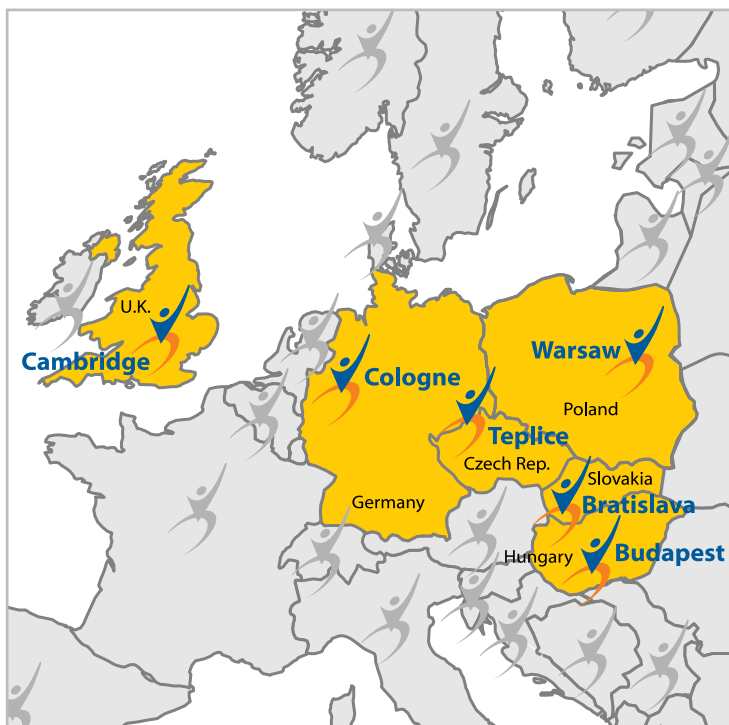 U.K.
Cambridge
Cologne
Warsaw
Poland
Teplice
Czech Rep.
Slovakia
Germany
Bratislava
Hungary
Budapest